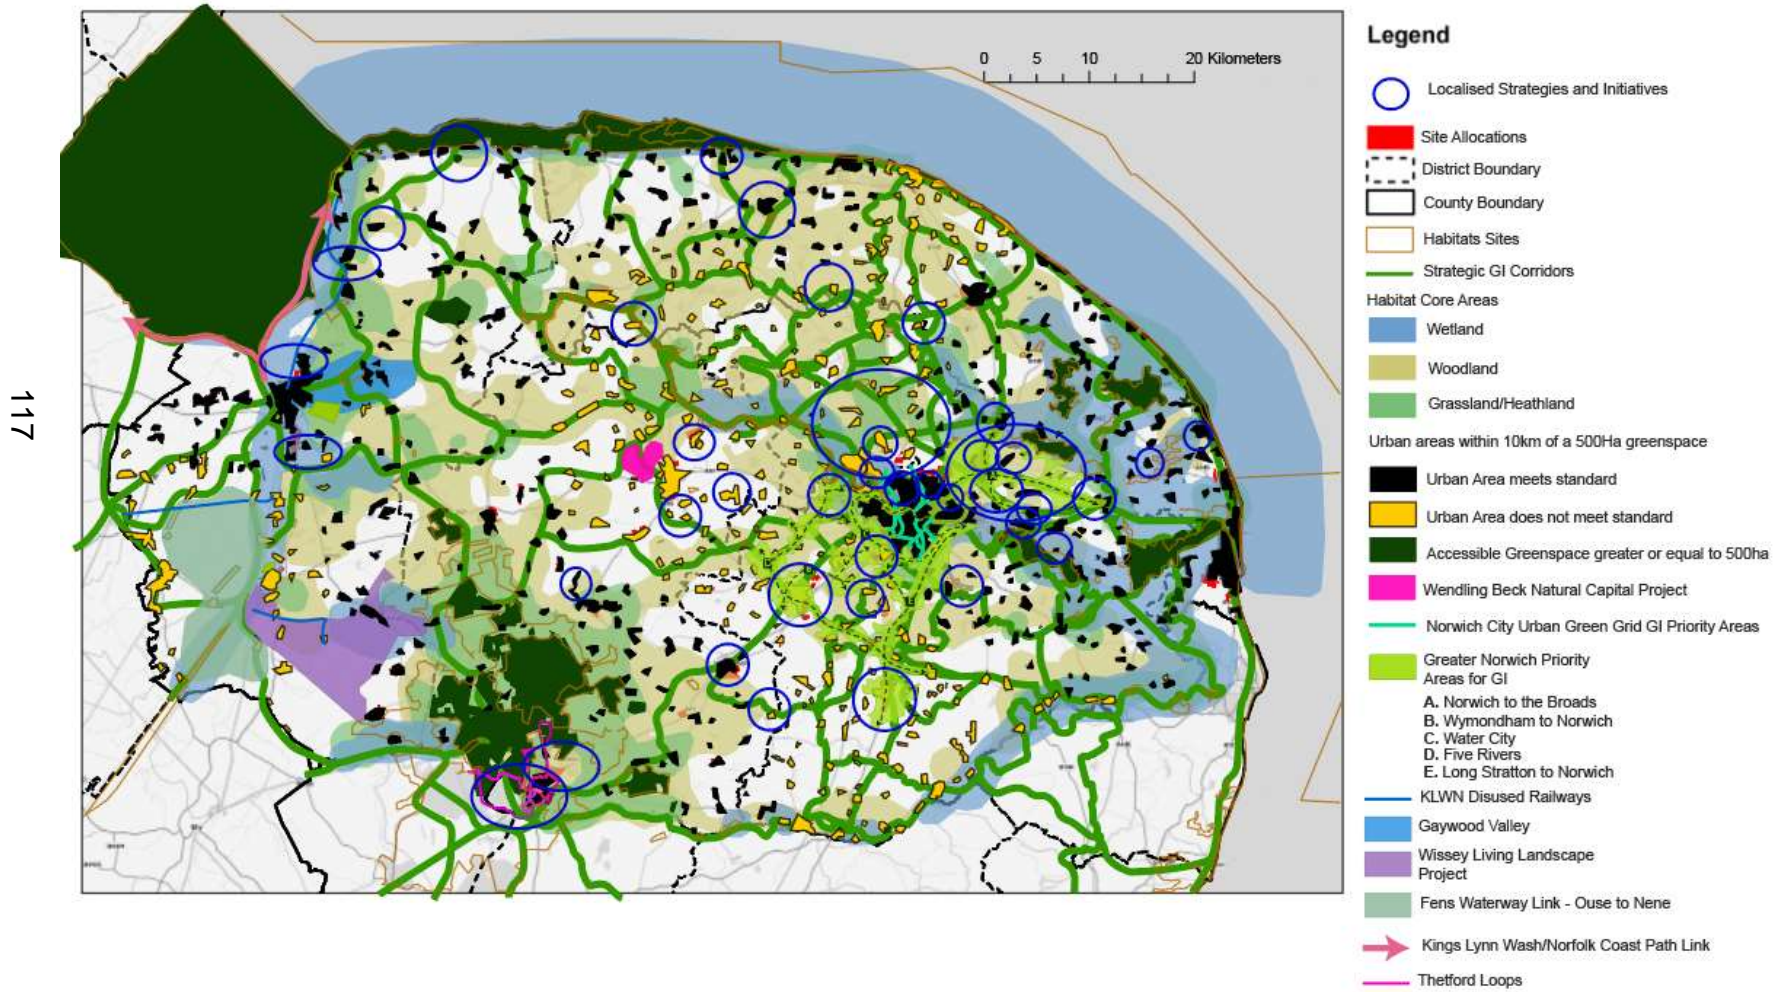 117
0 5 10 20 Kilometers
Legend
Localised Strategies and Initiatives
Site Allocations
District Boundary
County Boundary
Habitats Sites
Strategic GI Corridors
Habitat Core Areas
Wetland
Woodland
Grassland/Heathland
Urban areas within 10km of a 500Ha greenspace
Urban Area meets standard
Urban Area does not meet standard
Accessible Greenspace greater or equal to 500ha
Wendling Beck Natural Capital Project
Norwich City Urban Green Grid GI Priority Areas
Greater Norwich Priority
Areas for GI
A. Norwich to the Broads
B. Wymondham to Norwich
C. Water City
D. Five Rivers
E. Long Stratton to Norwich
KLWN Disused Railways
Gaywood Valley
Wissey Living Landscape
Project
Fens Waterway Link - Ouse to Nene
Kings Lynn Wash/Norfolk Coast Path Link
Thetford Loops